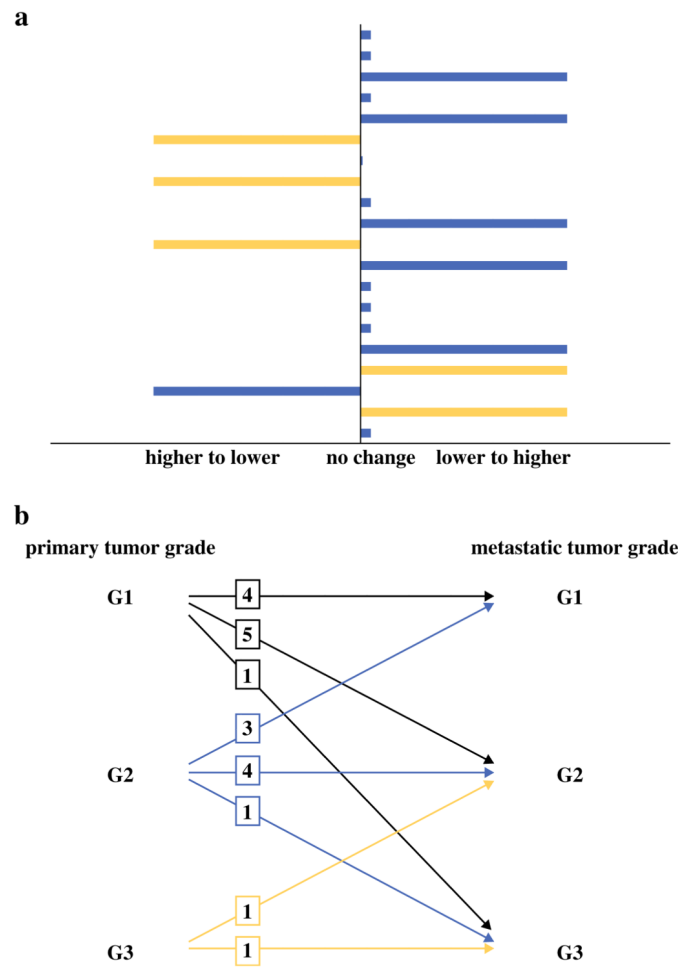 a
higher to lower no change lower to higher
b
primary tumor grade metastatic tumor grade
G1 4 G1
5
1
3
G2 4 G2
1
1
G3 1 G3